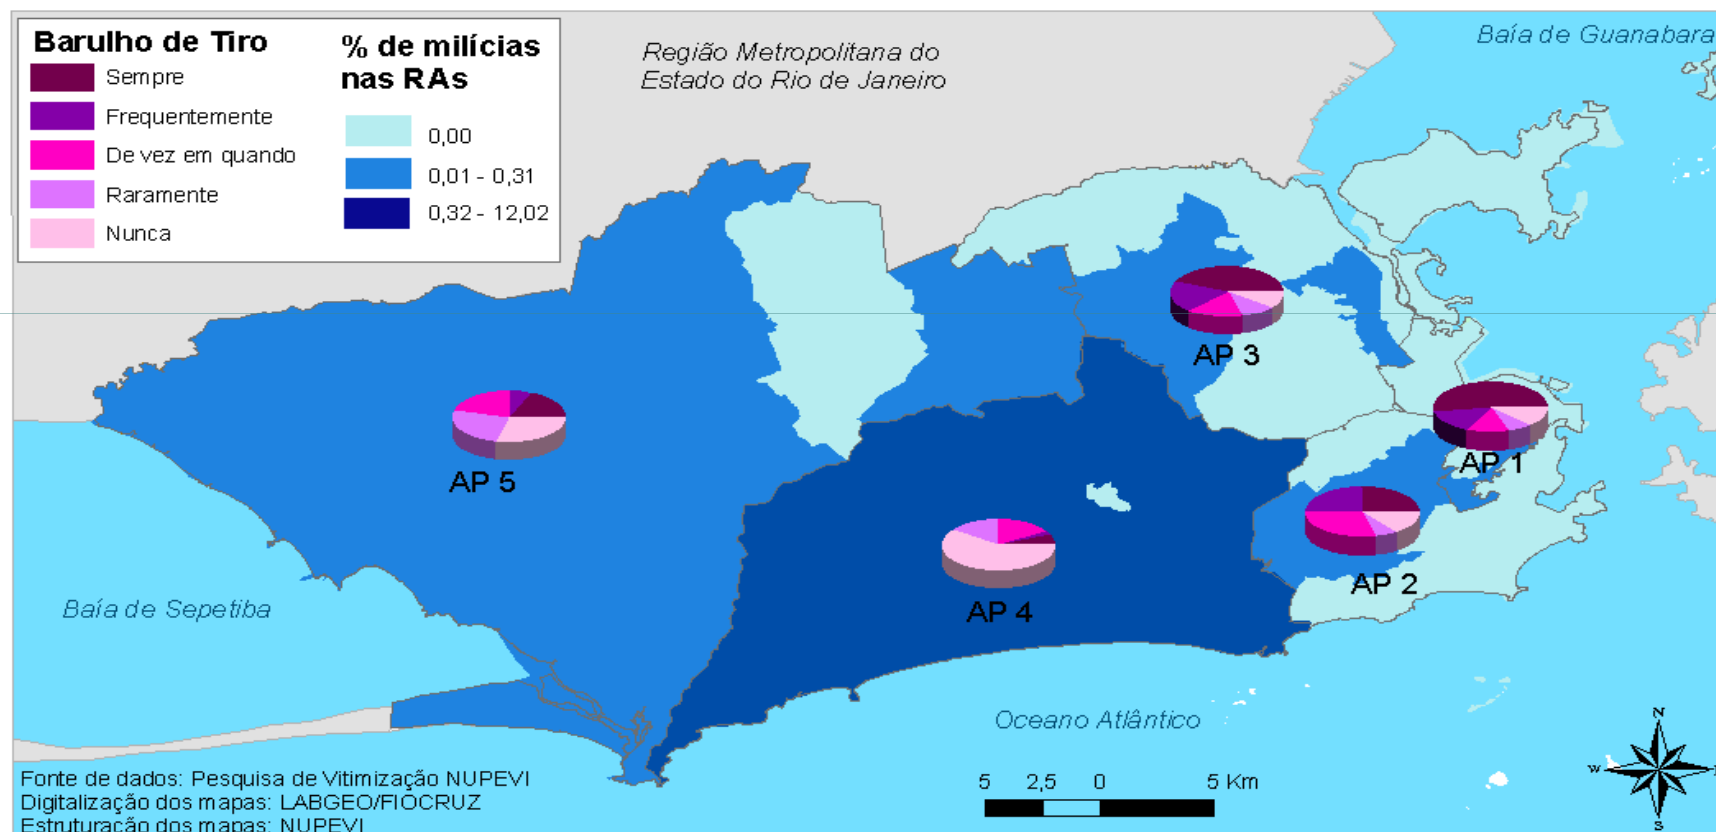 Barulho de Tiro
Sempre
Frequentemente
De vez em quando
Raramente
Nunca
% de milícias
nas RAs
0,00
0,01 - 0,31
0,32 - 12,02
Região Metropolitana do
Estado do Rio de Janeiro
Baía de Guanabara
AP 3
AP 1
AP 5
AP 2
AP 4
Baía de Sepetiba
Oceano Atlântico
N
W
S
5 2,5 0 5 Km
Fonte de dados: Pesquisa de Vitimização NUPEVI
Digitalização dos mapas: LABGEO/FIOCRUZ
Estruturação dos mapas: NUPEVI